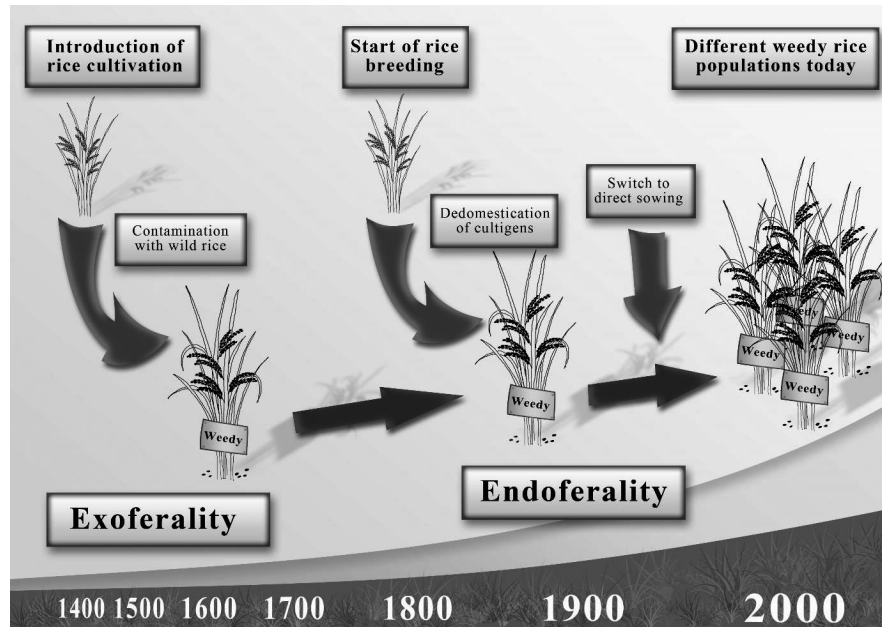 Introduction of
rice cultivation
Start of rice
breeding
Different weedy rice
populations today
Contamination
with wild rice
Dedomestication
of cultigens
Switch to
direct sowing
Weedy
Weedy
Weedy
Weedy
Weedy
Weedy
Exoferality
Endoferality
1400 1500 1600 1700 1800 1900 2000